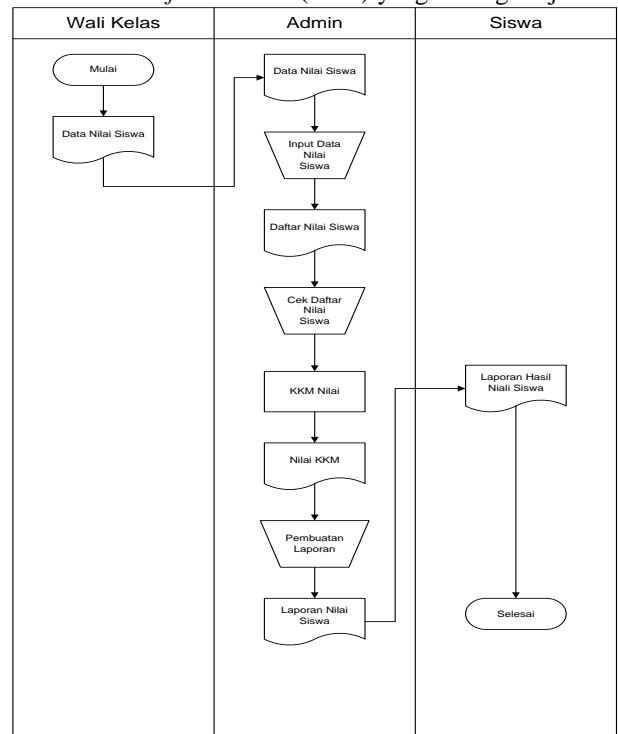 Wali Kelas
Admin
Siswa
Mulai
Data Nilai Siswa
Data Nilai Siswa
Input Data
Nilai
Siswa
Daftar Nilai Siswa
Cek Daftar
Nilai
Siswa
KKM Nilai
Nilai KKM
Pembuatan
Laporan
Laporan Nilai
Siswa
Laporan Hasil
Niali Siswa
Selesai